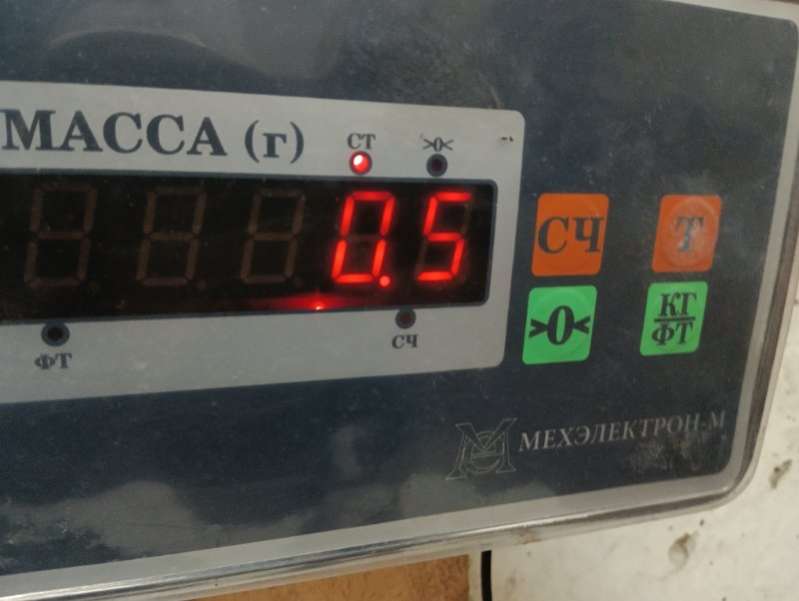 МАССА (г)
СТ
>0<
0.5
ФТ
СЧ
СЧ
Т
>0<
КГ
ФТ
МЕХЭЛЕКТРОН-М